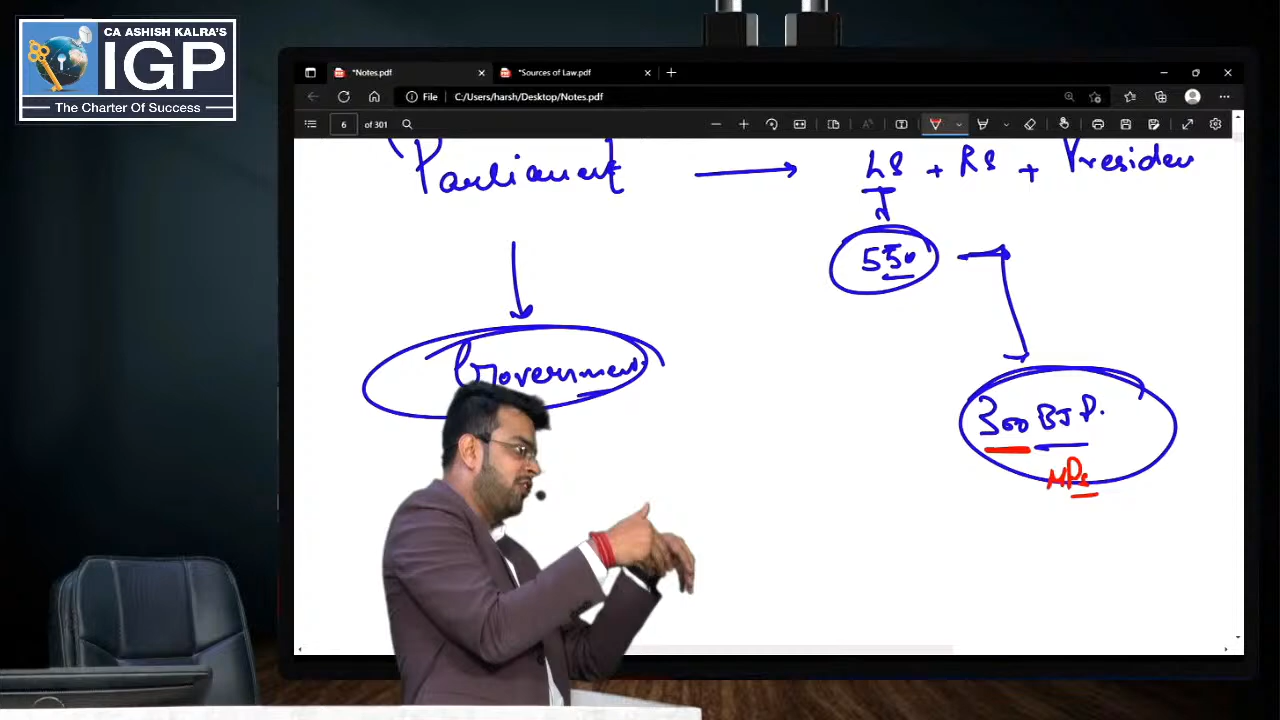 CA ASHISH KALRA'S
IGP
The Charter Of Success
*Notes.pdf
*Sources of Law.pdf
File
C:/Users/harsh/Desktop/Notes.pdf
6 of 301
Parliament → LS + RS + Presiden
550
Government
300 BJP.
MPs